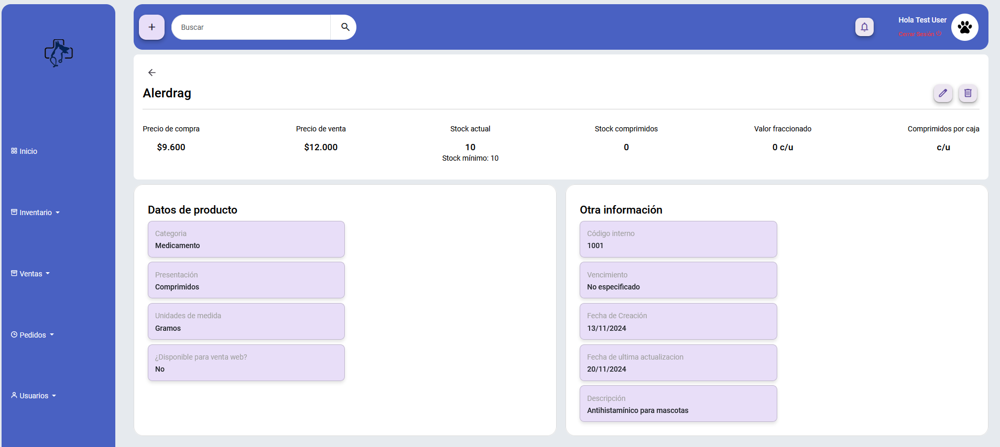 Buscar
Hola Test User
Cerrar Sesión
Inicio
Inventario
Ventas
Pedidos
Usuarios
Alerdrag
Precio de compra
$9.600
Precio de venta
$12.000
Stock actual
10
Stock mínimo: 10
Stock comprimidos
0
Valor fraccionado
0 c/u
Comprimidos por caja
c/u
Datos de producto
Categoria
Medicamento
Presentación
Comprimidos
Unidades de medida
Gramos
¿Disponible para venta web?
No
Otra información
Código interno
1001
Vencimiento
No especificado
Fecha de Creación
13/11/2024
Fecha de ultima actualizacion
20/11/2024
Descripción
Antihistamínico para mascotas